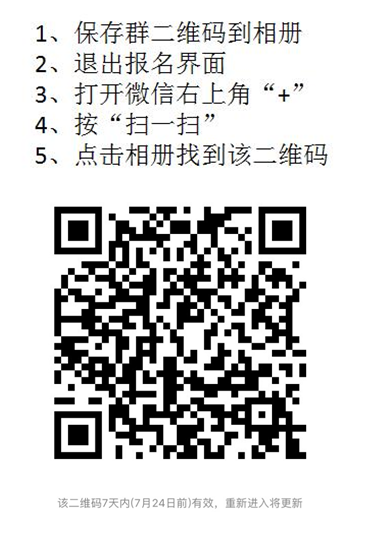 1、保存群二维码到相册
2、退出报名界面
3、打开微信右上角“+”
4、按“扫一扫”
5、点击相册找到该二维码
该二维码7天内(7月24日前)有效，重新进入将更新